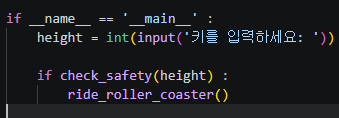 if __name__ == '__main__' :
    height = int(input('키를 입력하세요: '))
    if check_safety(height) :
        ride_roller_coaster()